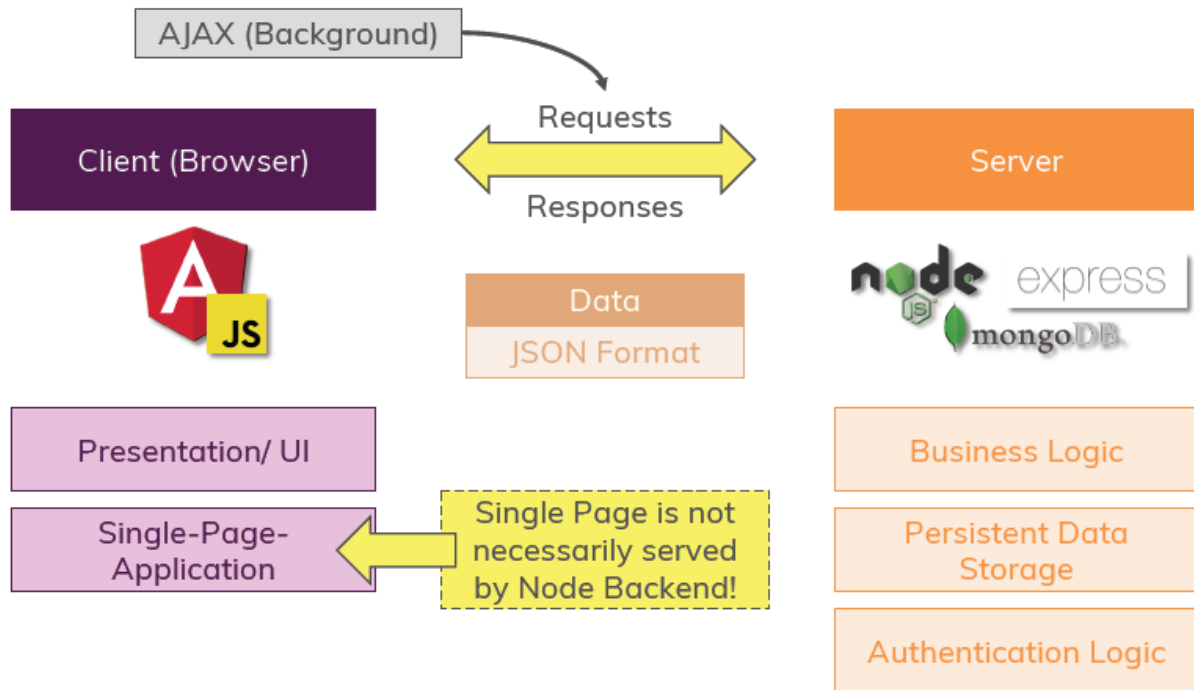 AJAX (Background)
Requests
Client (Browser)
Server
Responses
A
JS
node
JS
express
mongoDB
Data
JSON Format
Presentation/ UI
Business Logic
Single-Page-
Application
Single Page is not
necessarily served
by Node Backend!
Persistent Data
Storage
Authentication Logic